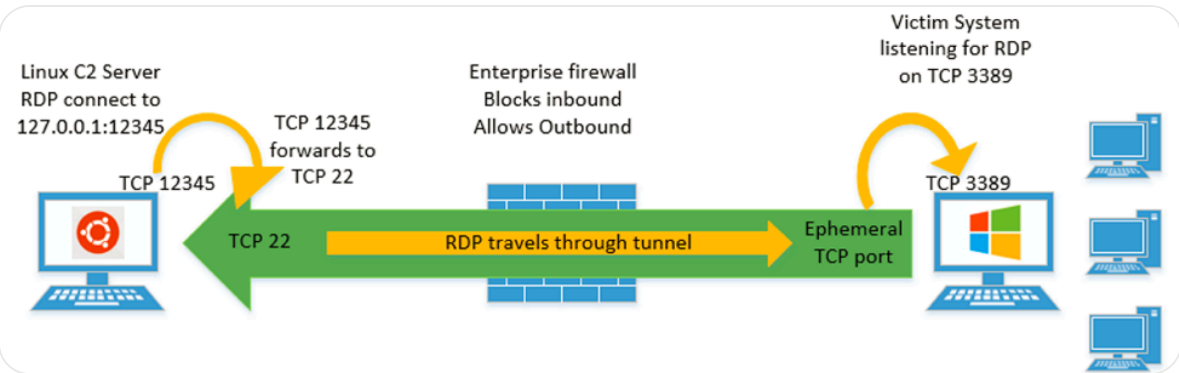 Linux C2 Server
RDP connect to
127.0.0.1:12345
TCP 12345
TCP 12345
forwards to
TCP 22
TCP 22
Enterprise firewall
Blocks inbound
Allows Outbound
RDP travels through tunnel
Ephemeral
TCP port
Victim System
listening for RDP
on TCP 3389
TCP 3389